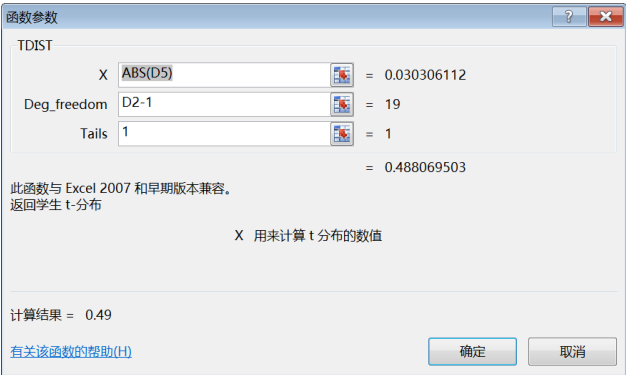 函数参数
TDIST
X ABS(D5) = 0.030306112
Deg_freedom D2-1 = 19
Tails 1 = 1
= 0.488069503
此函数与 Excel 2007 和早期版本兼容。
返回学生 t-分布
X 用来计算 t 分布的数值
计算结果 = 0.49
有关该函数的帮助(H)
确定
取消